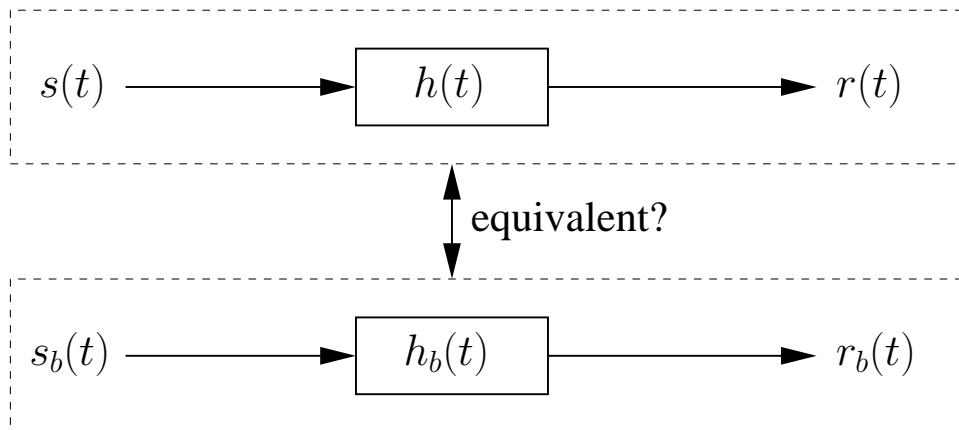 s(t) h(t) r(t)
equivalent?
s_b(t) h_b(t) r_b(t)